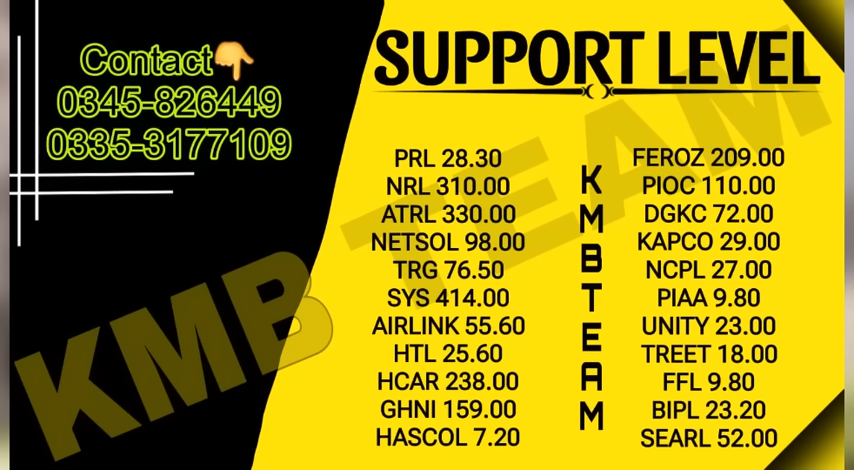 Contact👇
0345-826449
0335-3177109
SUPPORT LEVEL
PRL 28.30
NRL 310.00
ATRL 330.00
NETSOL 98.00
TRG 76.50
SYS 414.00
AIRLINK 55.60
HTL 25.60
HCAR 238.00
GHNI 159.00
HASCOL 7.20
K
M
B
T
E
A
M
FEROZ 209.00
PIOC 110.00
DGKC 72.00
KAPCO 29.00
NCPL 27.00
PIAA 9.80
UNITY 23.00
TREET 18.00
FFL 9.80
BIPL 23.20
SEARL 52.00
KMB TEAM